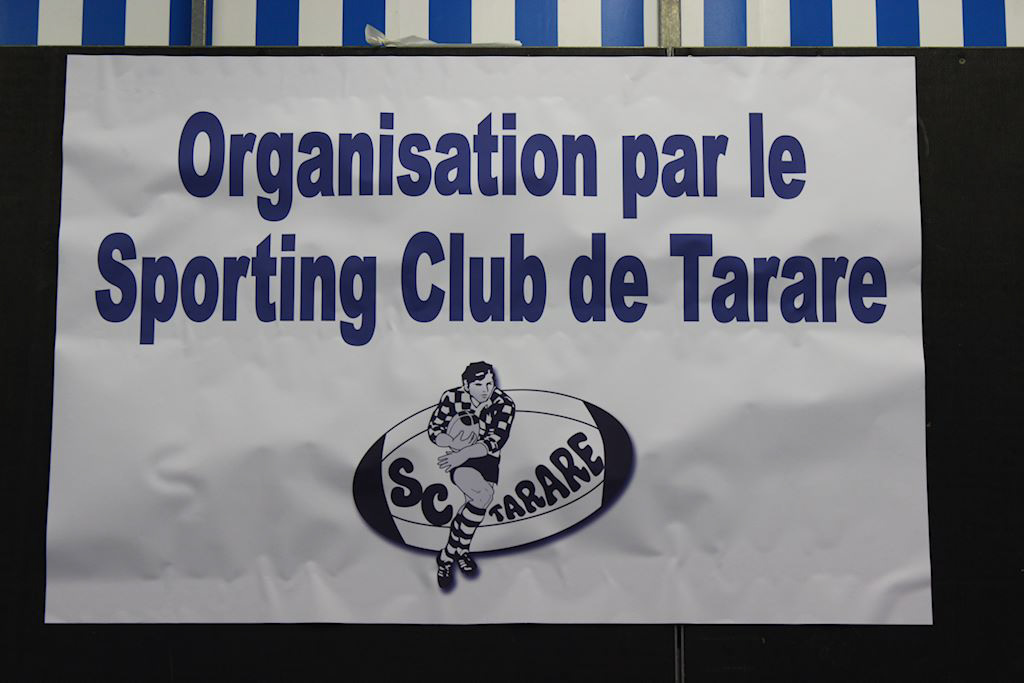 Organisation par le
Sporting Club de Tarare
SC TARARE